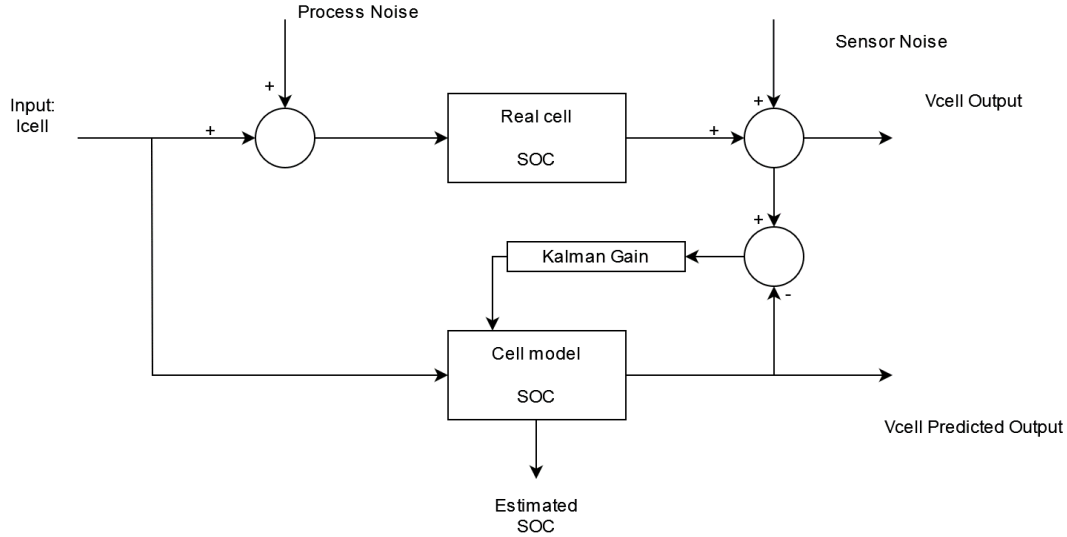 Process Noise
Sensor Noise
+
+
Input:
Icell
Vcell Output
Real cell
+
+
SOC
+
Kalman Gain
-
Cell model
SOC
Vcell Predicted Output
Estimated
SOC